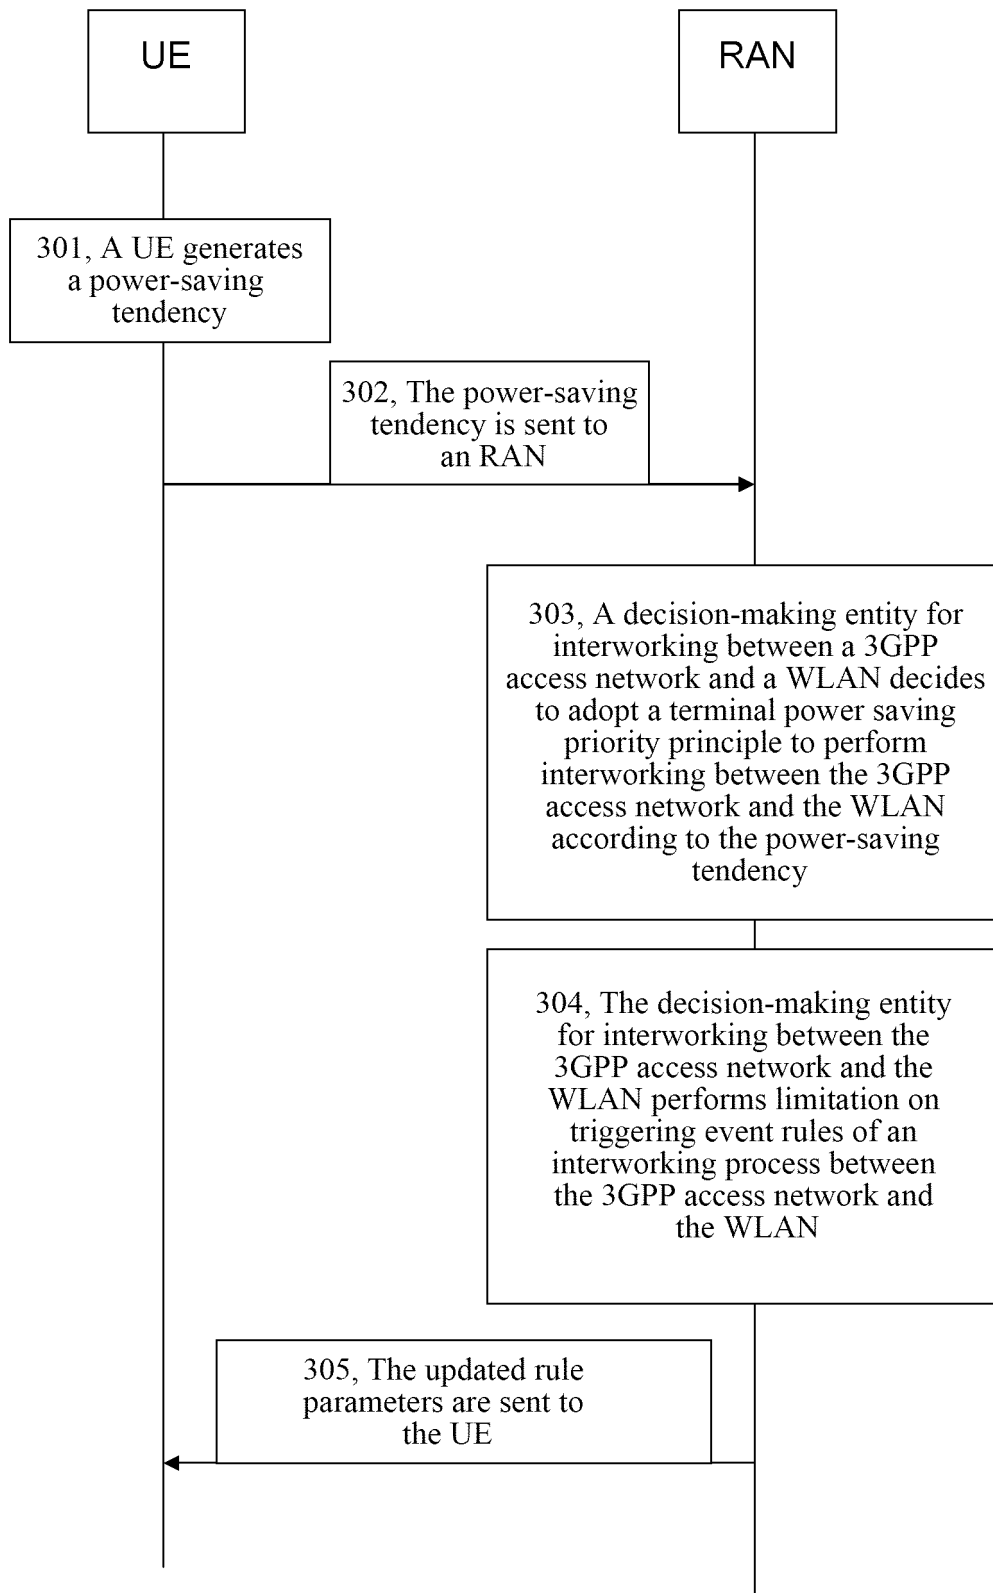 UE
RAN
301, A UE generates
a power-saving
tendency
302, The power-saving
tendency is sent to
an RAN
303, A decision-making entity for
interworking between a 3GPP
access network and a WLAN decides
to adopt a terminal power saving
priority principle to perform
interworking between the 3GPP
access network and the WLAN
according to the power-saving
tendency
304, The decision-making entity
for interworking between the
3GPP access network and the
WLAN performs limitation on
triggering event rules of an
interworking process between
the 3GPP access network and
the WLAN
305, The updated rule
parameters are sent to
the UE